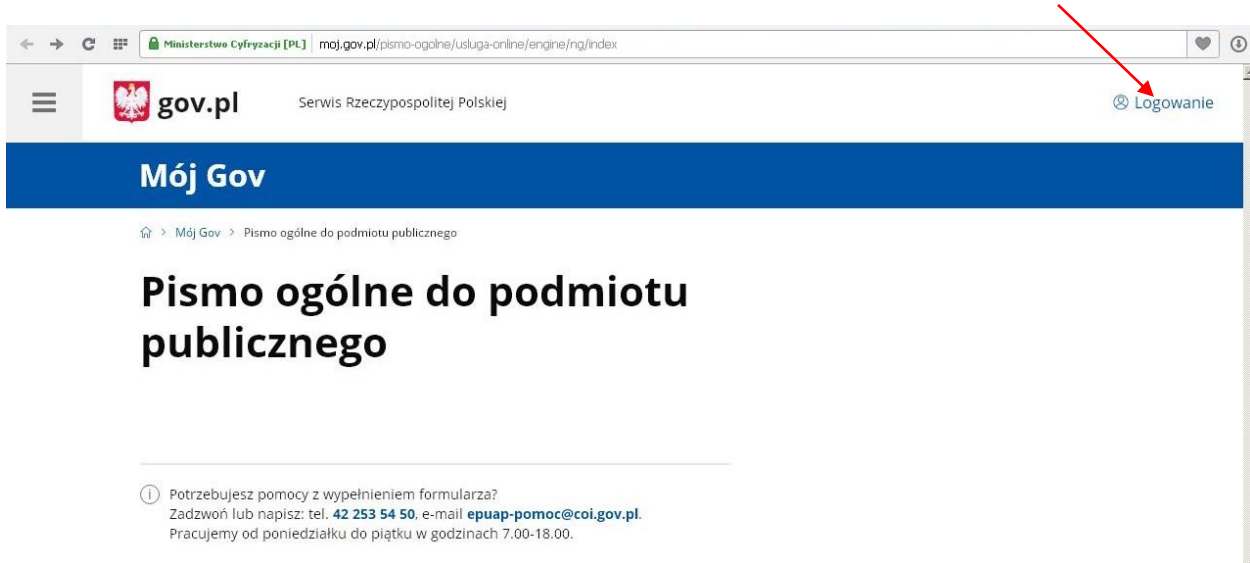 Ministerstwo Cyfryzacji [PL] moj.gov.pl/pismo-ogolne/usluga-online/engine/ng/index
gov.pl Serwis Rzeczypospolitej Polskiej Logowanie
Mój Gov
Mój Gov > Pismo ogólne do podmiotu publicznego
Pismo ogólne do podmiotu
publicznego
Potrzebujesz pomocy z wypełnieniem formularza?
Zadzwoń lub napisz: tel. 42 253 54 50, e-mail epuap-pomoc@coi.gov.pl.
Pracujemy od poniedziałku do piątku w godzinach 7.00-18.00.